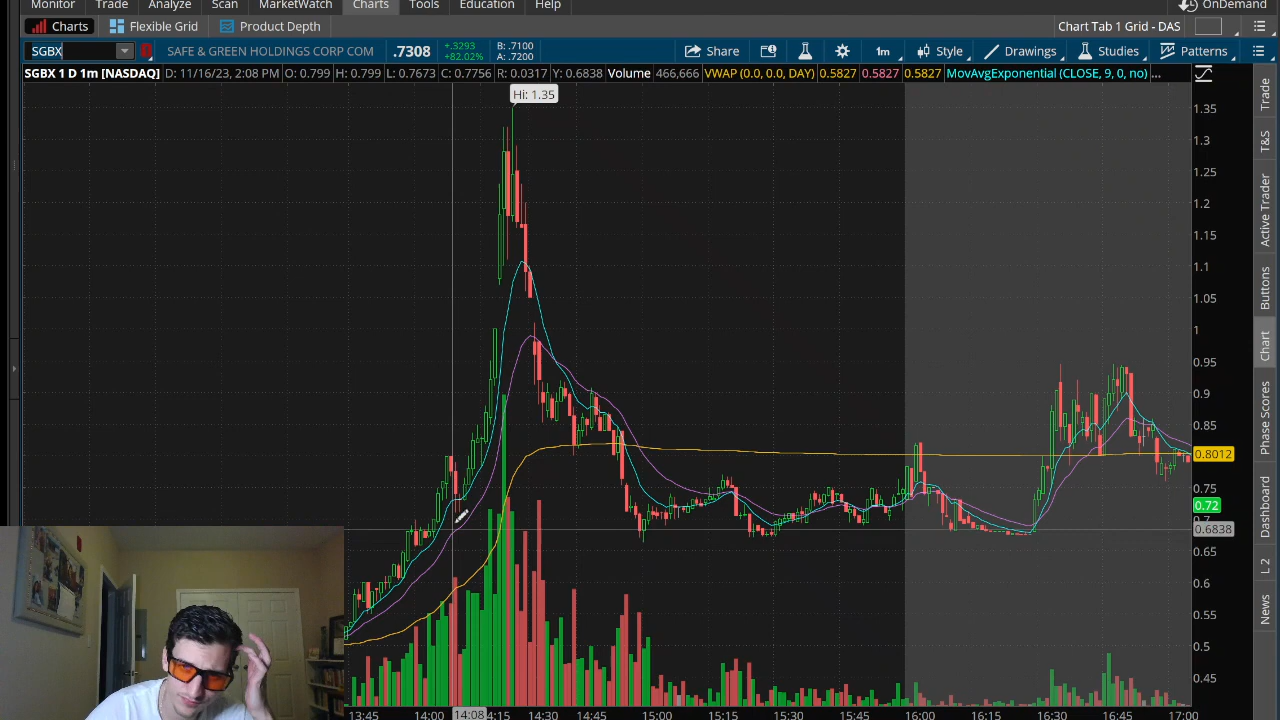 Monitor Trade Analyze Scan MarketWatch Charts Tools Education Help OnDemand
Charts Flexible Grid Product Depth Chart Tab 1 Grid - DAS
SGBX SAFE & GREEN HOLDINGS CORP COM .7308 +.3293 +82.02% B: .7100 A: .7200 Share 1m Style Drawings Studies Patterns
SGBX 1 D 1m [NASDAQ] D: 11/16/23, 2:08 PM O: 0.799 H: 0.799 L: 0.7673 C: 0.7756 R: 0.0317 Y: 0.6838 Volume 466,666 VWAP (0.0, 0.0, DAY) 0.5827 0.5827 0.5827 MovAvgExponential (CLOSE, 9, 0, no) ...
Hi: 1.35
1.35
1.3
1.25
1.2
1.15
1.1
1.05
1
0.95
0.9
0.85
0.8012
0.75
0.72
0.7
0.6838
0.65
0.6
0.55
0.5
0.45
13:45 14:00 14:08 14:15 14:30 14:45 15:00 15:15 15:30 15:45 16:00 16:15 16:30 16:45 17:00
Trade
T&S
Active Trader
Buttons
Chart
Phase Scores
Dashboard
L 2
News